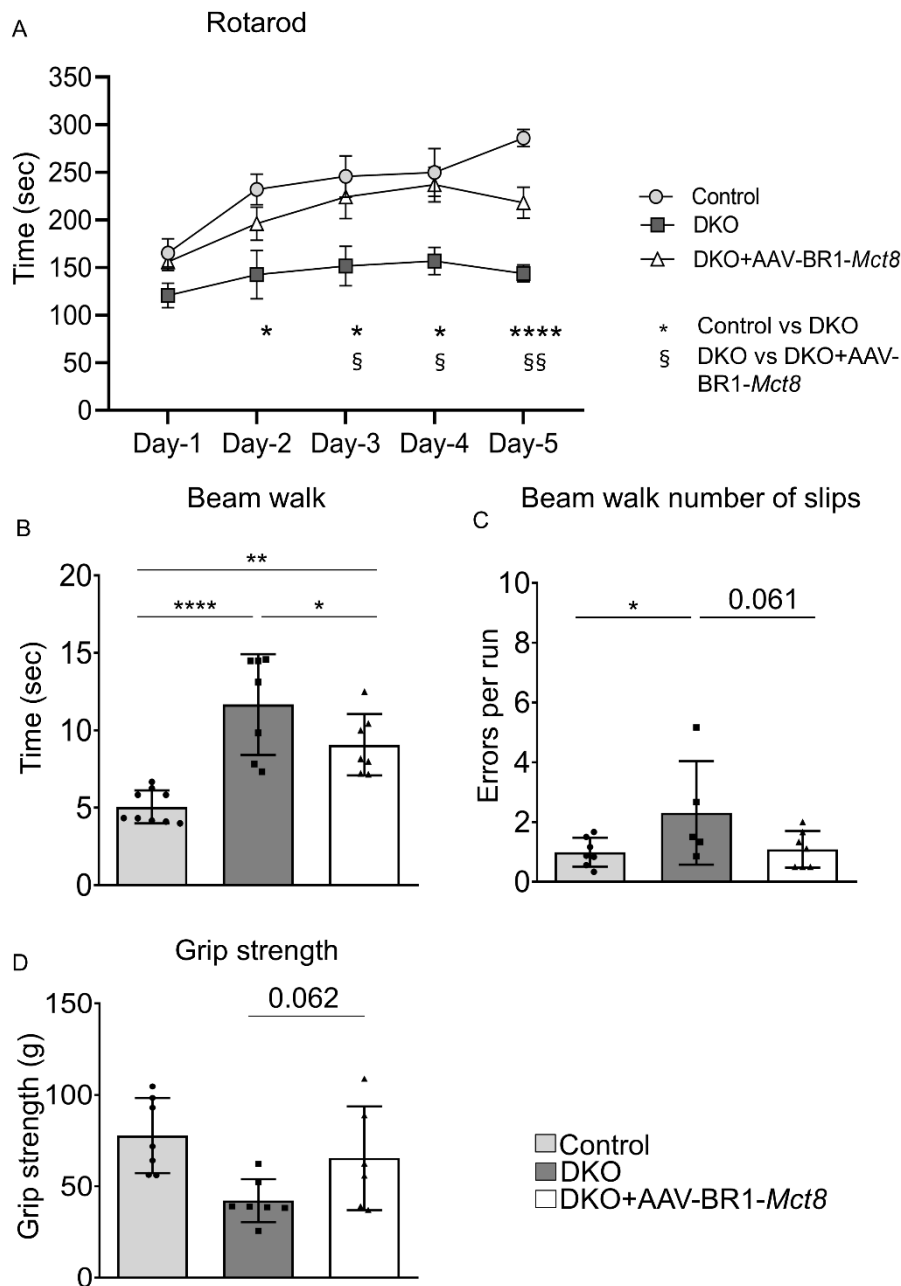 A
Rotarod
350
300
250
200
150
100
50
0
Time (sec)
Day-1 Day-2 Day-3 Day-4 Day-5
* * * ****
§ § §§
Control
DKO
DKO+AAV-BR1-Mct8
* Control vs DKO
§ DKO vs DKO+AAV-
BR1-Mct8
B
Beam walk
20
15
10
5
0
Time (sec)
**
**** *
C
Beam walk number of slips
10
8
6
4
2
0
Errors per run
* 0.061
D
Grip strength
150
100
50
0
Grip strength (g)
0.062
Control
DKO
DKO+AAV-BR1-Mct8